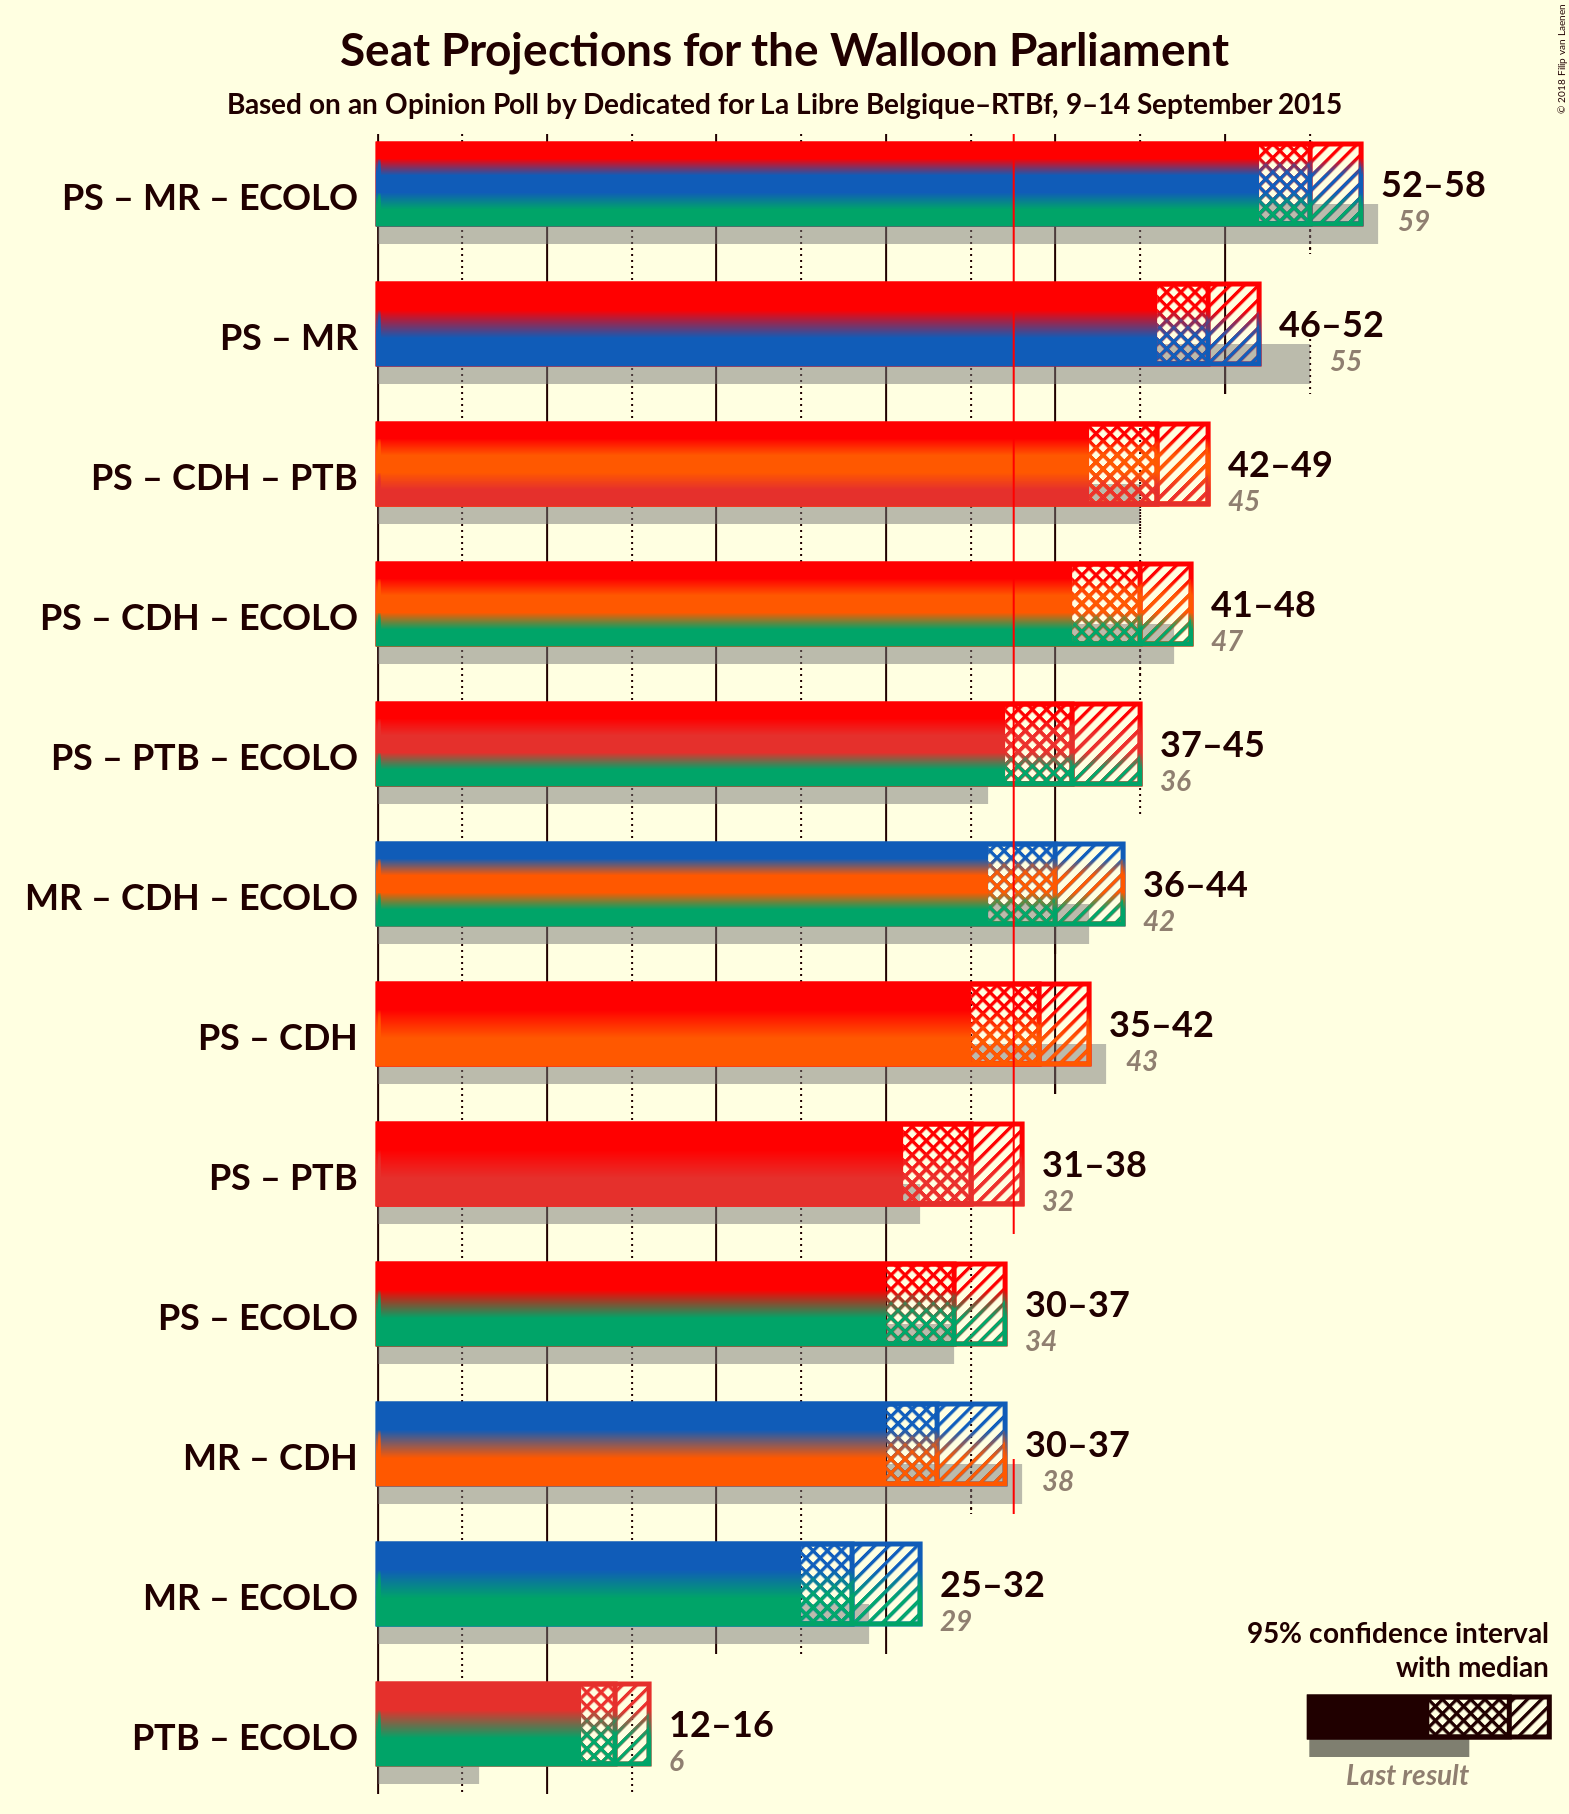 Seat Projections for the Walloon Parliament
Based on an Opinion Poll by Dedicated for La Libre Belgique–RTBf, 9–14 September 2015
© 2018 Filip van Laenen
PS – MR – ECOLO
52–58
59
PS – MR
46–52
55
PS – CDH – PTB
42–49
45
PS – CDH – ECOLO
41–48
47
PS – PTB – ECOLO
37–45
36
MR – CDH – ECOLO
36–44
42
PS – CDH
35–42
43
PS – PTB
31–38
32
PS – ECOLO
30–37
34
MR – CDH
30–37
38
MR – ECOLO
25–32
29
PTB – ECOLO
12–16
6
95% confidence interval
with median
Last result